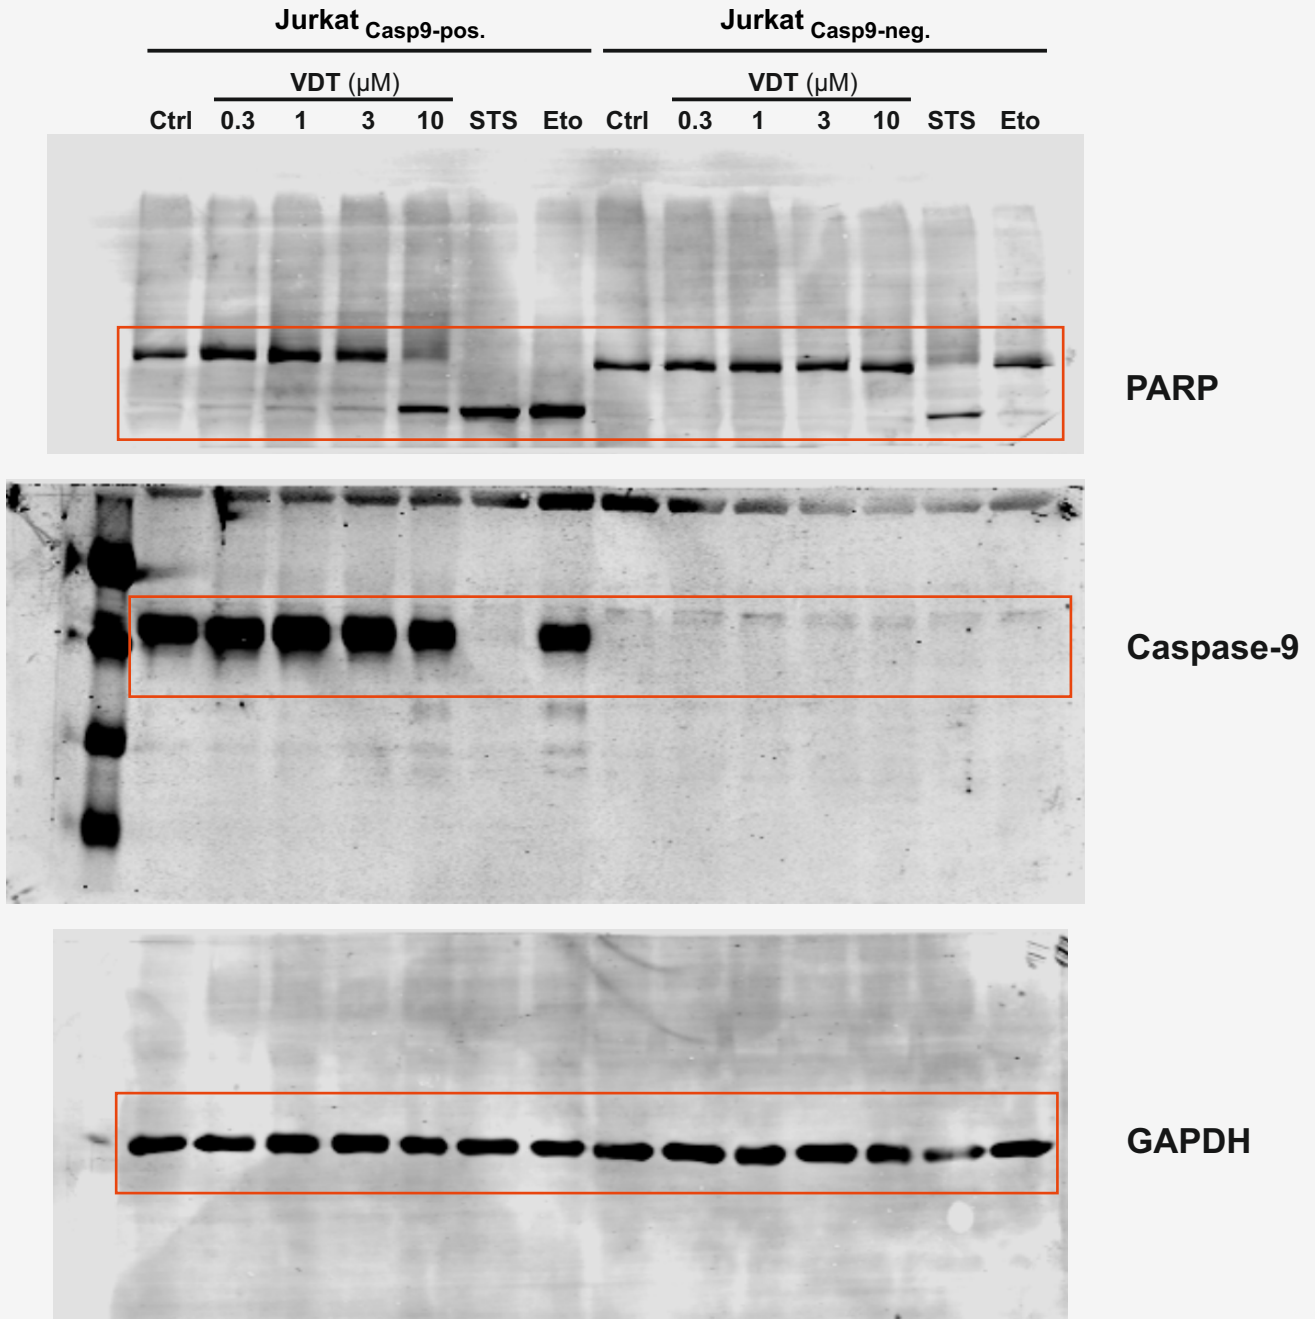 Jurkat Casp9-pos. Jurkat Casp9-neg.
VDT (µM) VDT (µM)
Ctrl 0.3 1 3 10 STS Eto Ctrl 0.3 1 3 10 STS Eto
PARP
Caspase-9
GAPDH